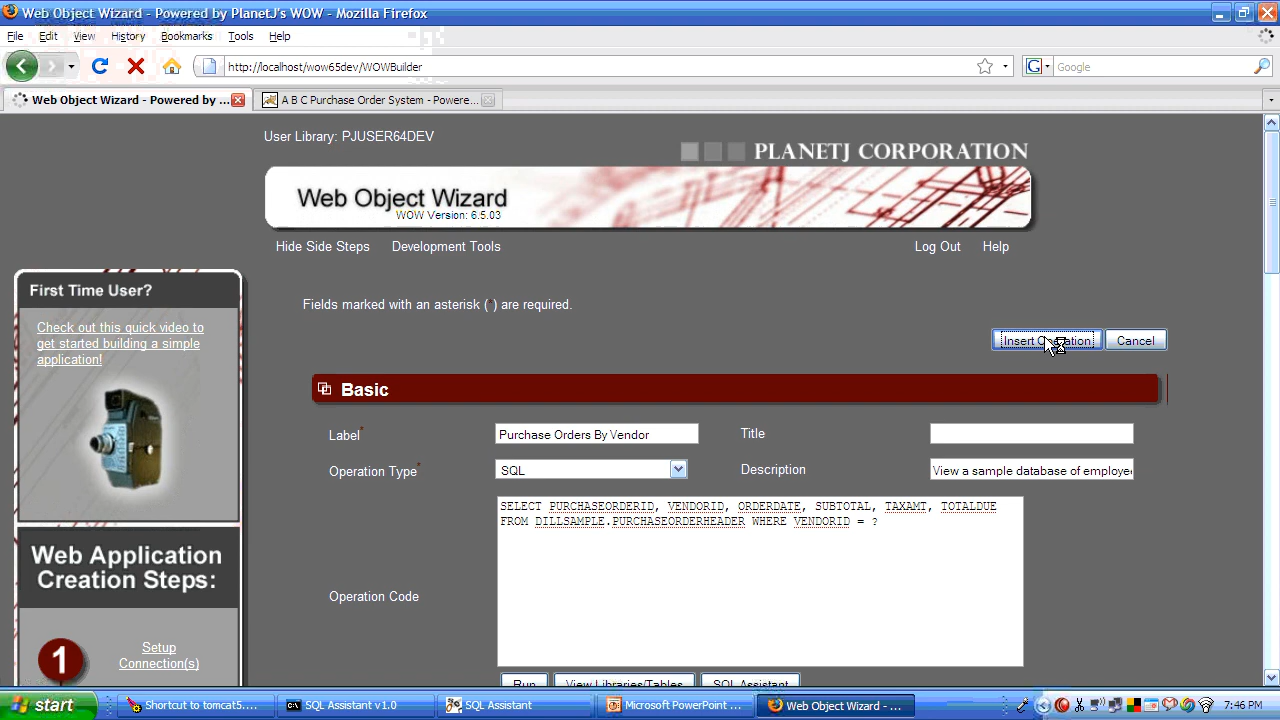 Web Object Wizard - Powered by PlanetJ's WOW - Mozilla Firefox
File Edit View History Bookmarks Tools Help
http://localhost/wow65dev/WOWBuilder
Google
Web Object Wizard - Powered by ...
A B C Purchase Order System - Powere...
User Library: PJUSER64DEV
PLANETJ CORPORATION
Web Object Wizard
WOW Version: 6.5.03
Hide Side Steps Development Tools Log Out Help
First Time User?
Check out this quick video to
get started building a simple
application!
Web Application
Creation Steps:
1
Setup
Connection(s)
Fields marked with an asterisk (*) are required.
Insert Cancel
Basic
Label* Purchase Orders By Vendor Title
Operation Type* SQL Description View a sample database of employe
SELECT PURCHASEORDERID, VENDORID, ORDERDATE, SUBTOTAL, TAXAMT, TOTALDUE
FROM WHERE VENDORID = ?
Operation Code
Run View Libraries/Tables SQL Assistant
start Shortcut to tomcat5.... SQL Assistant v1.0 SQL Assistant Microsoft PowerPoint ... Web Object Wizard - ... 7:46 PM